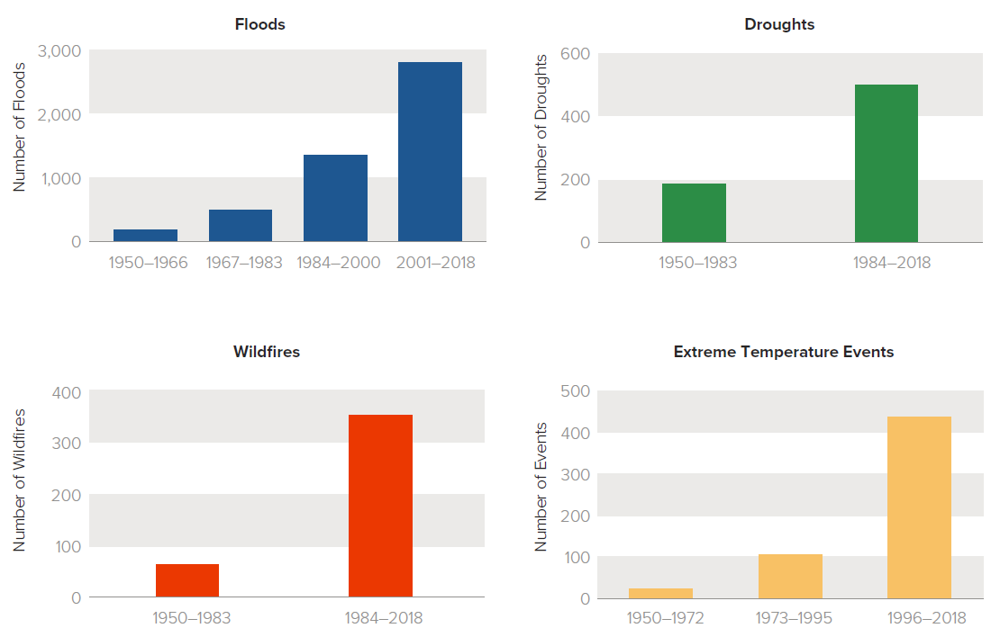 Floods
Number of Floods
3,000
2,000
1,000
0
1950–1966 1967–1983 1984–2000 2001–2018
Droughts
Number of Droughts
600
400
200
0
1950–1983 1984–2018
Wildfires
Number of Wildfires
400
300
200
100
0
1950–1983 1984–2018
Extreme Temperature Events
Number of Events
500
400
300
200
100
0
1950–1972 1973–1995 1996–2018